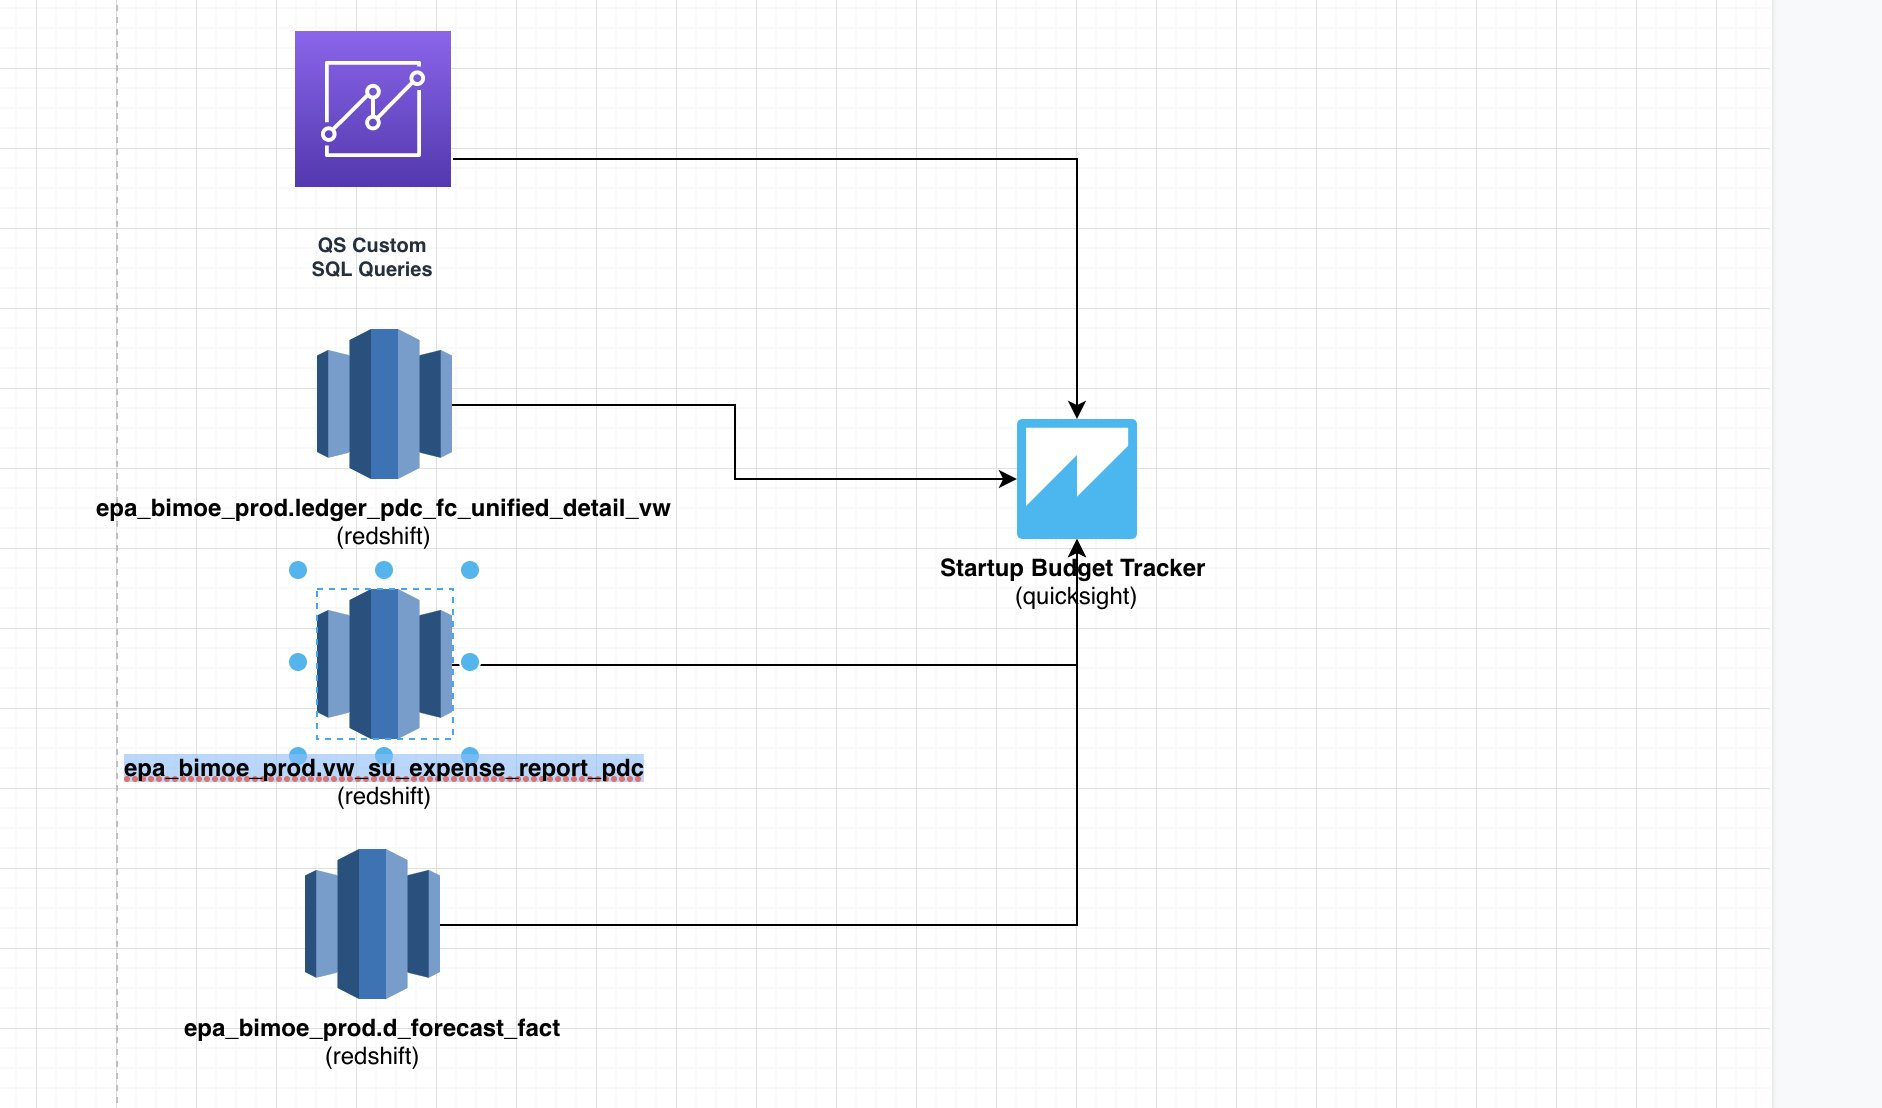 QS Custom
SQL Queries
epa_bimoe_prod.ledger_pdc_fc_unified_detail_vw
(redshift)
Startup Budget Tracker
(quicksight)
epa_bimoe_prod.vw_su_expense_report_pdc
(redshift)
epa_bimoe_prod.d_forecast_fact
(redshift)